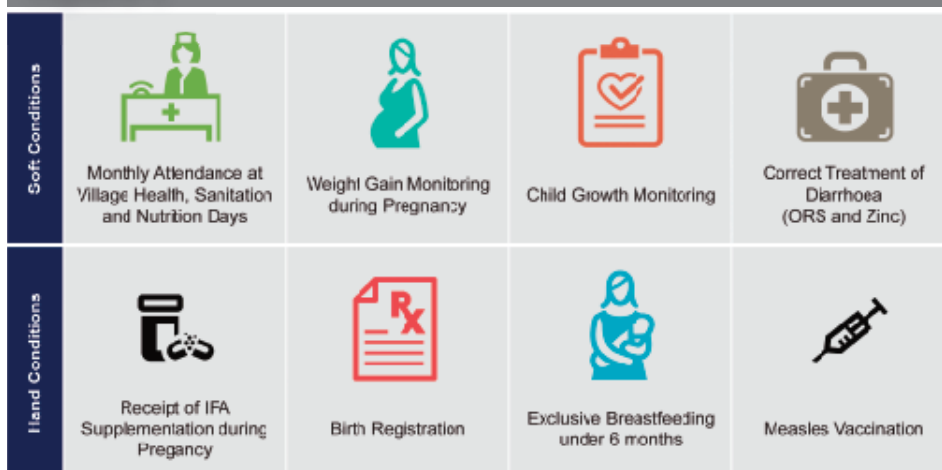 Soft Conditions
Monthly Attendance at
Village Health, Sanitation
and Nutrition Days
Weight Gain Monitoring
during Pregnancy
Child Growth Monitoring
Correct Treatment of
Diarrhoea
(ORS and Zinc)
Hand Conditions
Receipt of IFA
Supplementation during
Pregancy
Rx
Birth Registration
Exclusive Breastfeeding
under 6 months
Measles Vaccination